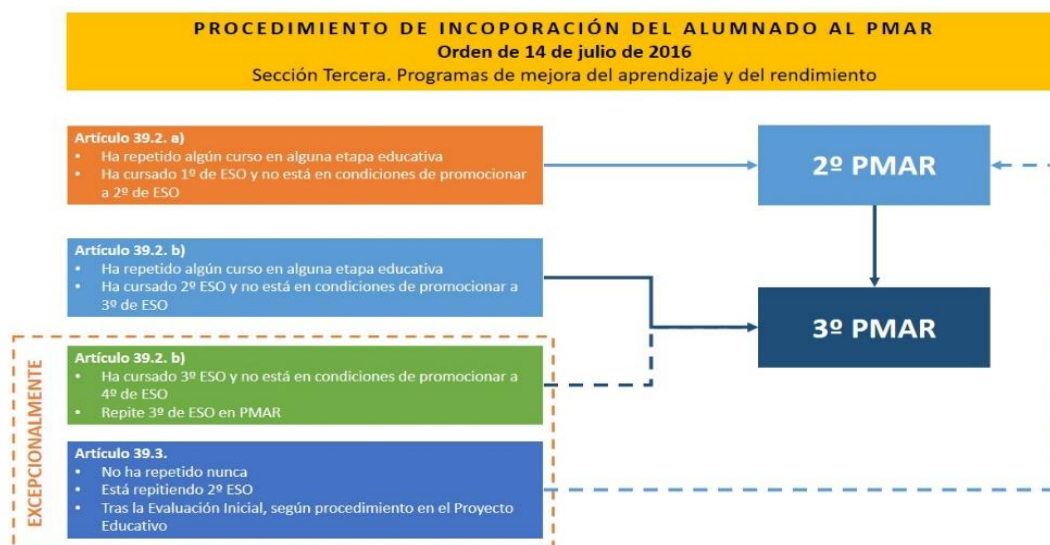 PROCEDIMIENTO DE INCOPORACIÓN DEL ALUMNADO AL PMAR
Orden de 14 de julio de 2016
Sección Tercera. Programas de mejora del aprendizaje y del rendimiento
Artículo 39.2. a)
• Ha repetido algún curso en alguna etapa educativa
• Ha cursado 1º de ESO y no está en condiciones de promocionar
a 2º de ESO
2º PMAR
Artículo 39.2. b)
• Ha repetido algún curso en alguna etapa educativa
• Ha cursado 2º ESO y no está en condiciones de promocionar a
3º de ESO
3º PMAR
EXCEPCIONALMENTE
Artículo 39.2. b)
• Ha cursado 3º ESO y no está en condiciones de promocionar a
4º de ESO
• Repite 3º de ESO en PMAR
Artículo 39.3.
• No ha repetido nunca
• Está repitiendo 2º ESO
• Tras la Evaluación Inicial, según procedimiento en el Proyecto
Educativo